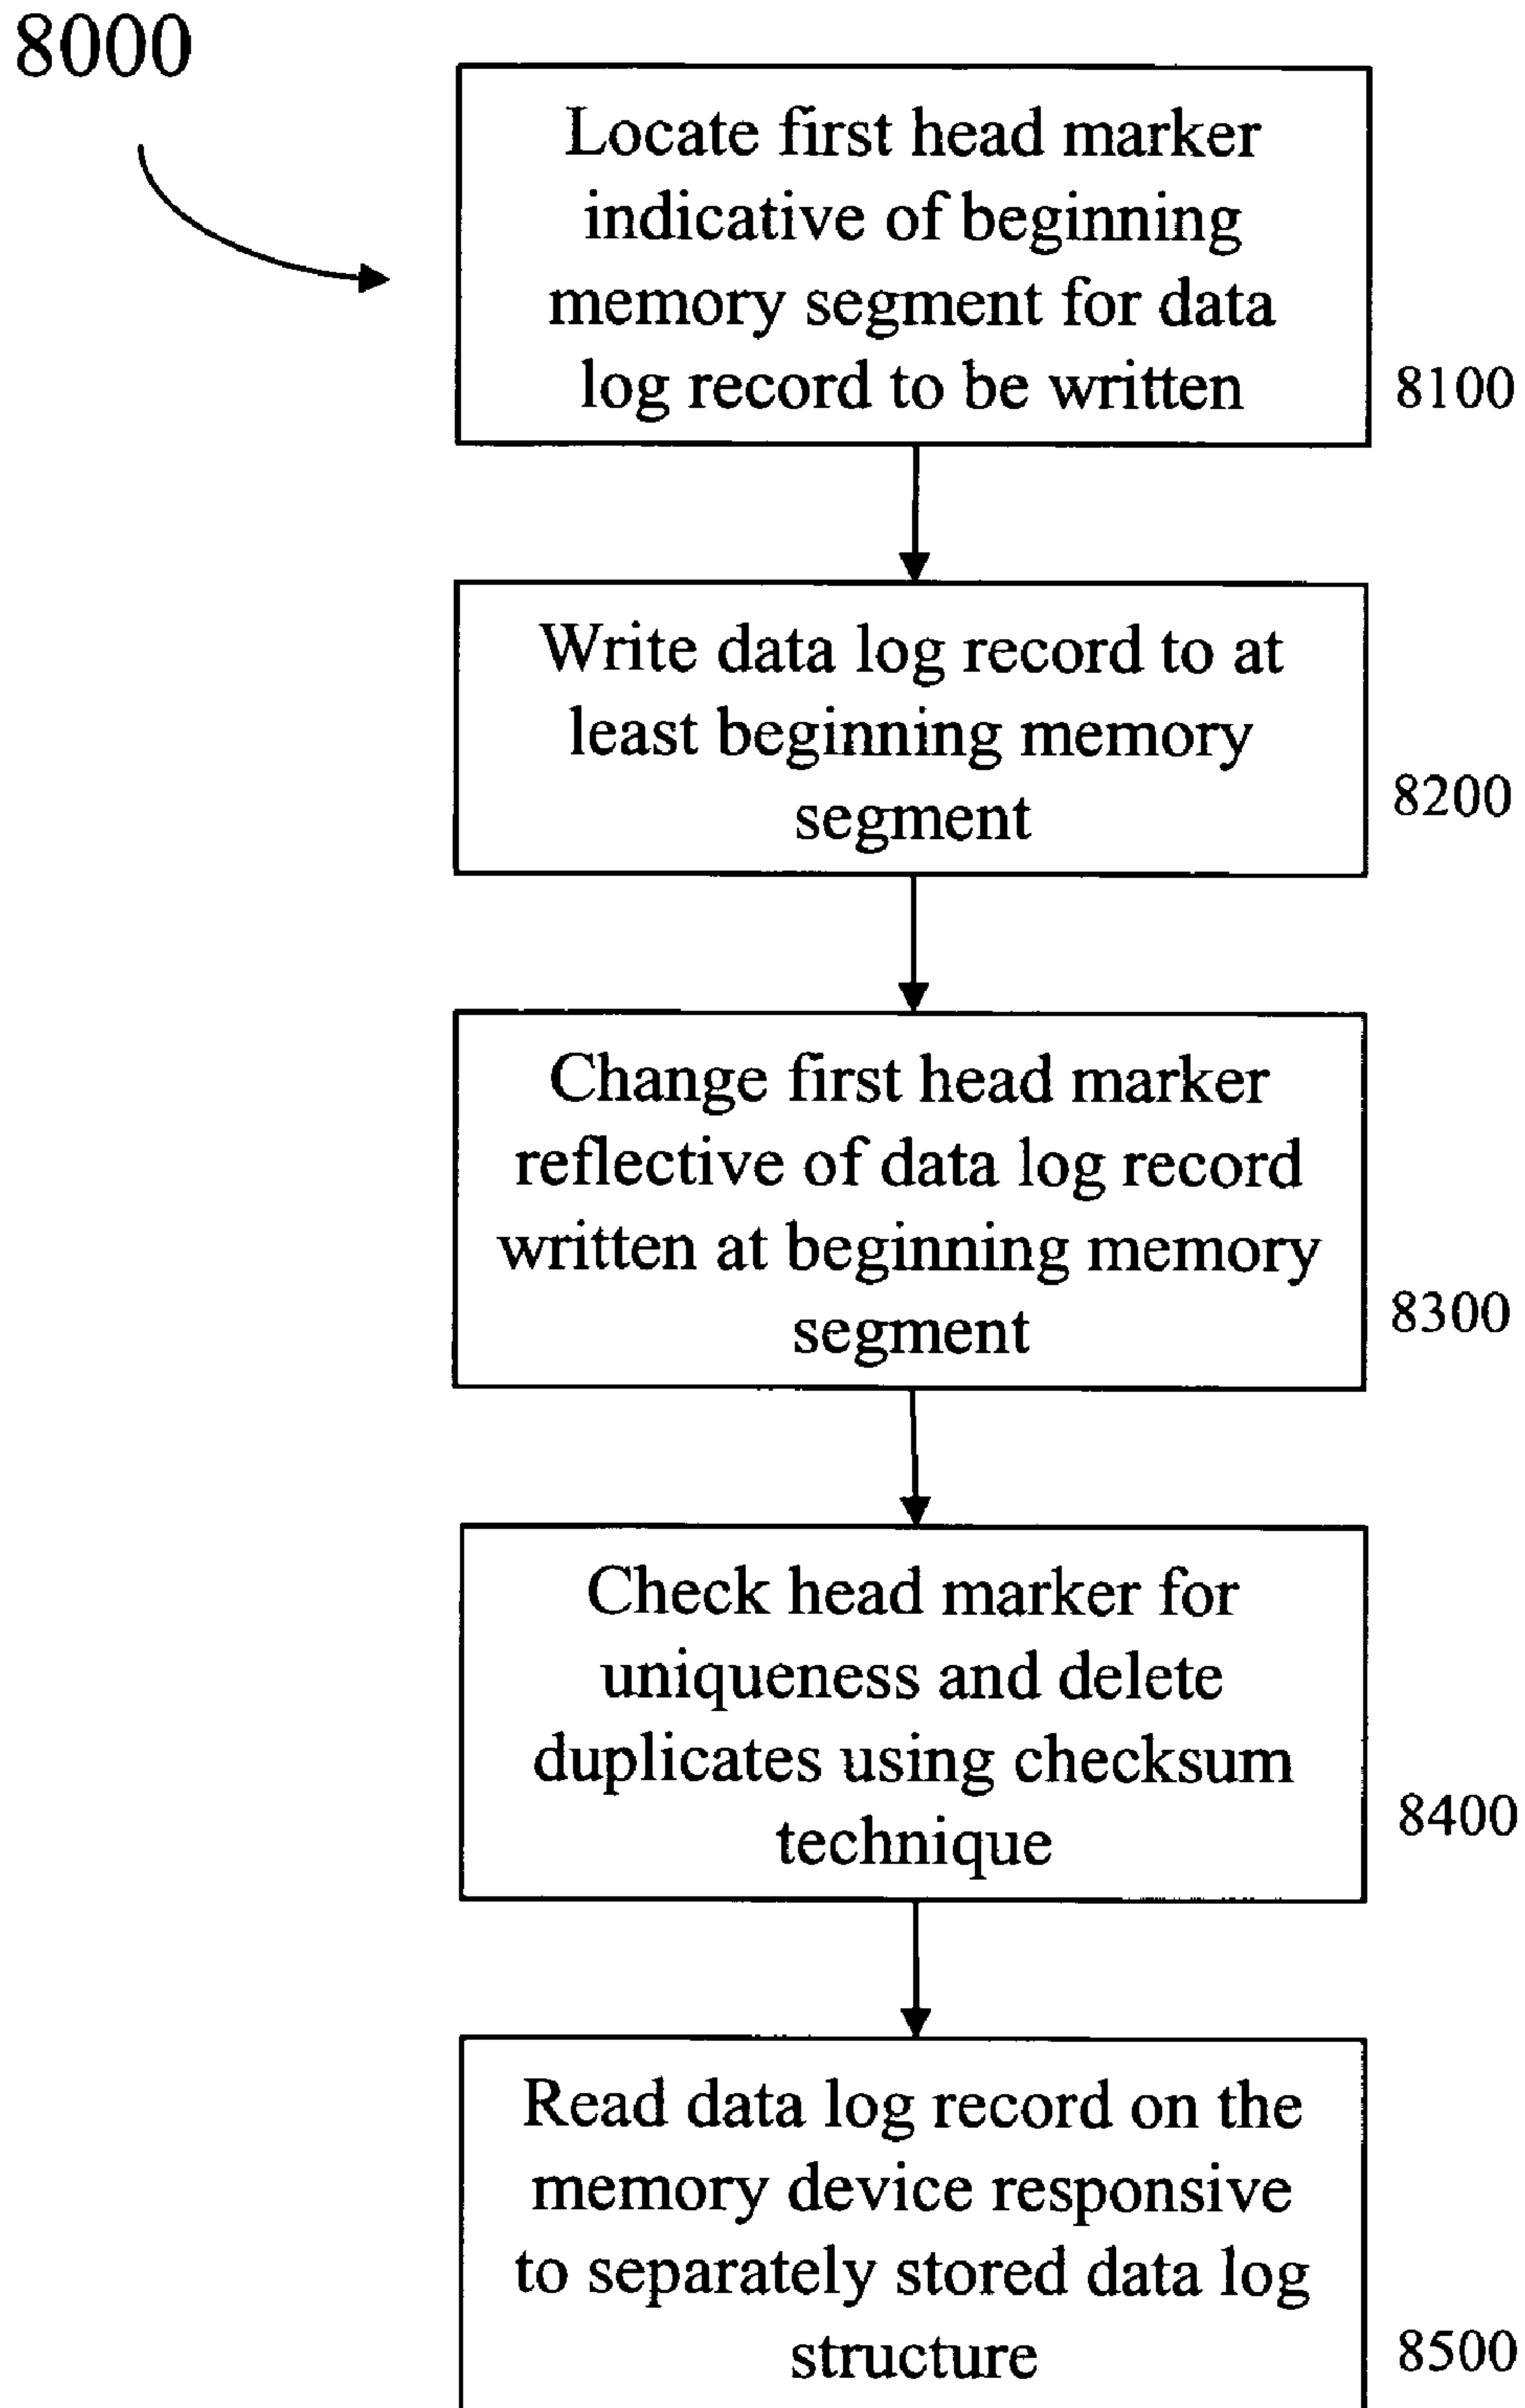 8000
Locate first head marker
indicative of beginning
memory segment for data
log record to be written
8100
Write data log record to at
least beginning memory
segment
8200
Change first head marker
reflective of data log record
written at beginning memory
segment
8300
Check head marker for
uniqueness and delete
duplicates using checksum
technique
8400
Read data log record on the
memory device responsive
to separately stored data log
structure
8500